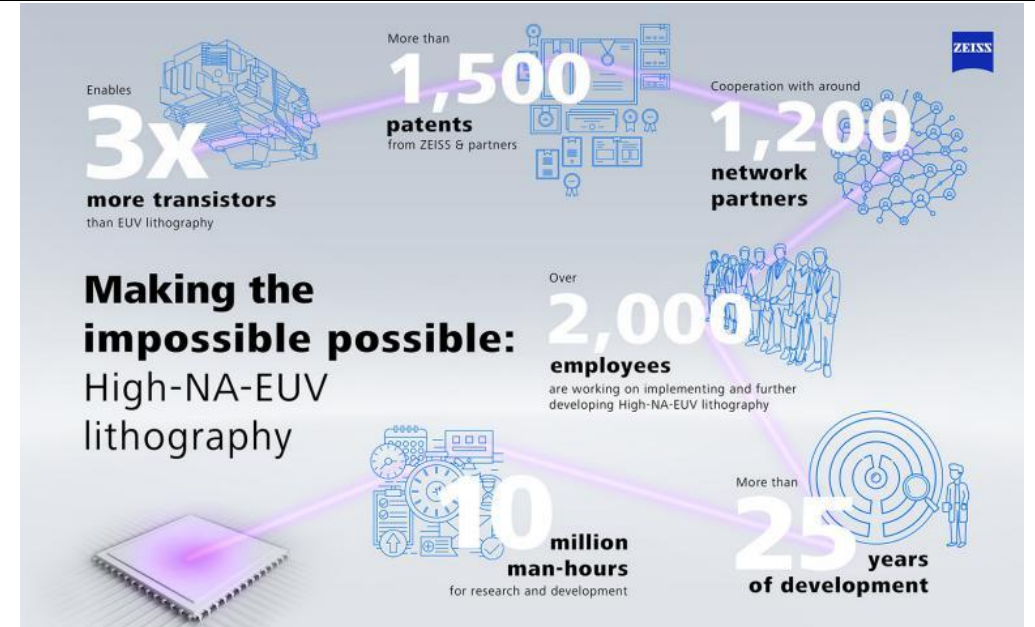 ZEISS
Enables
3x
more transistors
than EUV lithography
More than
1,500
patents
from ZEISS & partners
Cooperation with around
1,200
network
partners
Making the
impossible possible:
High-NA-EUV
lithography
Over
2,000
employees
are working on implementing and further
developing High-NA-EUV lithography
More than
25
years
of development
10
million
man-hours
for research and development